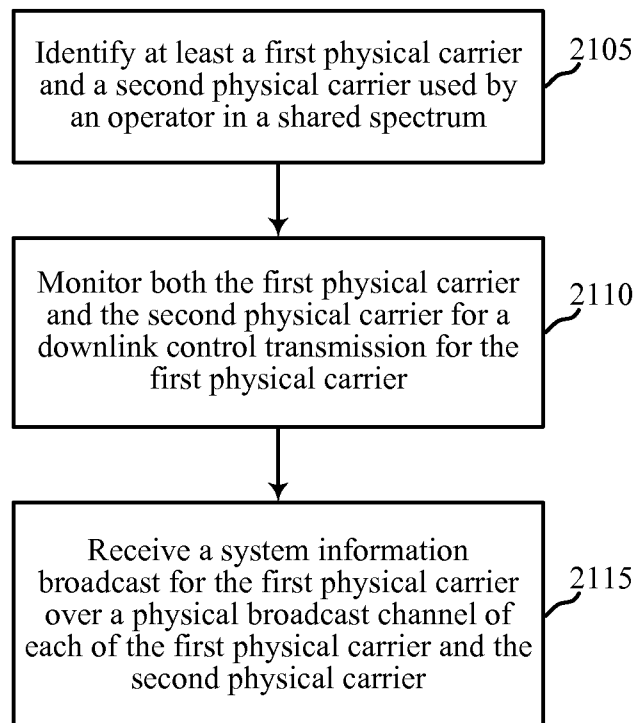 Identify at least a first physical carrier
and a second physical carrier used by
an operator in a shared spectrum
2105
Monitor both the first physical carrier
and the second physical carrier for a
downlink control transmission for the
first physical carrier
2110
Receive a system information
broadcast for the first physical carrier
over a physical broadcast channel of
each of the first physical carrier and the
second physical carrier
2115